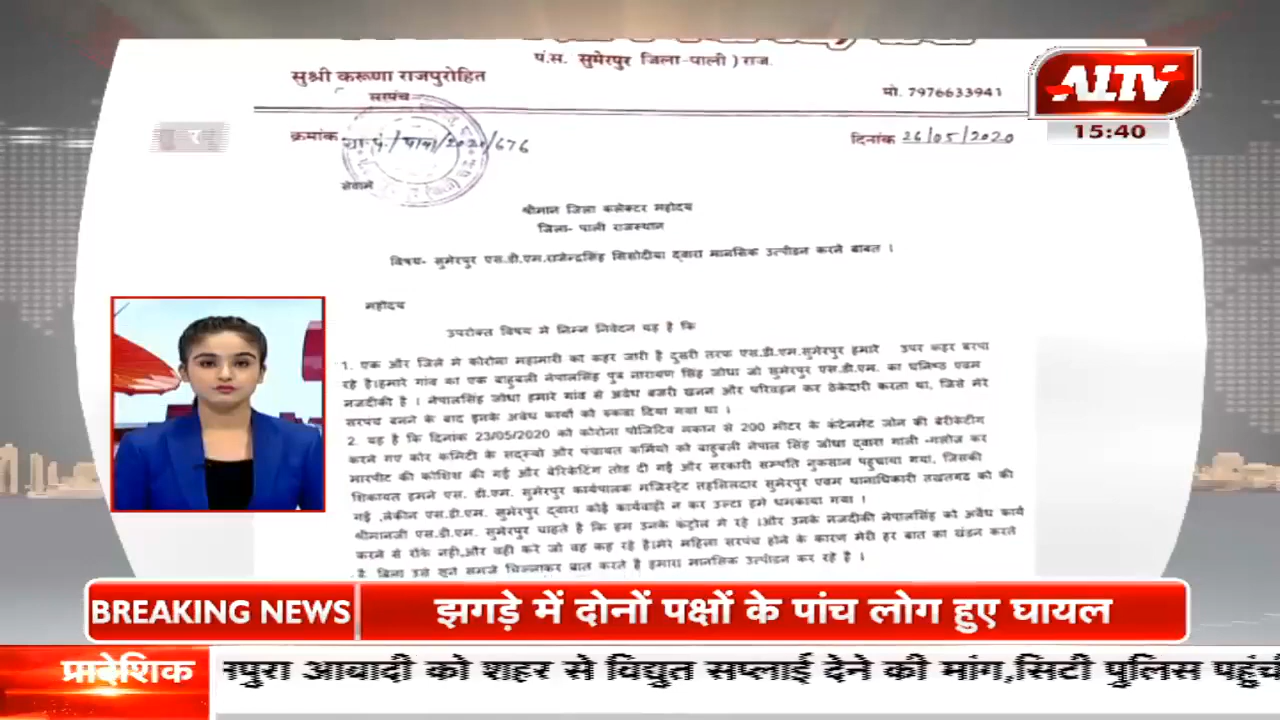 पं.स. सुमेरपुर जिला-पाली ) राज.
सुश्री करूणा राजपुरोहित
सरपंच
मो. 7976633941
ALTV
15:40
क्रमांक ग्रा.पं./पावा/2020/676
दिनांक 26/05/2020
सेवामे
श्रीमान जिला कलेक्टर महोदय
जिला- पाली राजस्थान
विषय- सुमेरपुर एस.डी.एम.राजेन्द्रसिंह सिसोदीया द्वारा मानसिक उत्पीडन करने बाबत ।
महोदय
उपरोक्त विषय मे निम्न निवेदन यह है कि
1. एक और जिले मे कोरोना महामारी का कहर जारी है दुसरी तरफ एस.डी.एम.सुमेरपुर हमारे उपर कहर बरपा
रहे है।हमारे गांव का एक बाहुबली नेपालसिंह पुत्र नारायण सिंह जोधा जो सुमेरपुर एस.डी.एम. का घनिष्ठ एवम
नजदीकी है । नेपालसिंह जोधा हमारे गांव से अवैध बजरी खनन और परिवहन कर ठेकेदारी करता था, जिसे मेरे
सरपंच बनने के बाद इनके अवैध कार्यो को रुकवा दिया गया था ।
2. यह है कि दिनांक 23/05/2020 को कोरोना पोजिटिव मकान से 200 मीटर के कंटेनमेंट जोन की बेरीकेटींग
करने गए कोर कमिटी के सदस्यो और पंचायत कर्मियो को बाहुबली नेपाल सिंह जोधा द्वारा गाली -गलोज कर
मारपीट की कोशिश की गई और बेरिकेटिंग तोड दी गई और सरकारी सम्पति नुकसान पहुचाया गया, जिसकी
शिकायत हमने एस. डी.एम. सुमेरपुर कार्यपालक मजिस्ट्रेट तहसिलदार सुमेरपुर एवम थानाधिकारी तखतगढ को की
गई ,लेकीन एस.डी.एम. सुमेरपुर द्वारा कोई कार्यवाही न कर उल्टा हमे धमकाया गया ।
श्रीमानजी एस.डी.एम. सुमेरपुर चाहते है कि हम उनके कंट्रोल मे रहे ।और उनके नजदीकी नेपालसिंह को अवैध कार्य
करने से रोके नही,और वही करे जो वह कह रहे है।मेरे महिला सरपंच होने के कारण मेरी हर बात का खंडन करते
है, बिना उसे सुने समजे चिल्लाकर बात करते है हमारा मानसिक उत्पीडन कर रहे है ।
BREAKING NEWS
झगड़े में दोनों पक्षों के पांच लोग हुए घायल
प्रादेशिक
रपुरा आबादी को शहर से विद्युत सप्लाई देने की मांग,सिटी पुलिस पहुंची